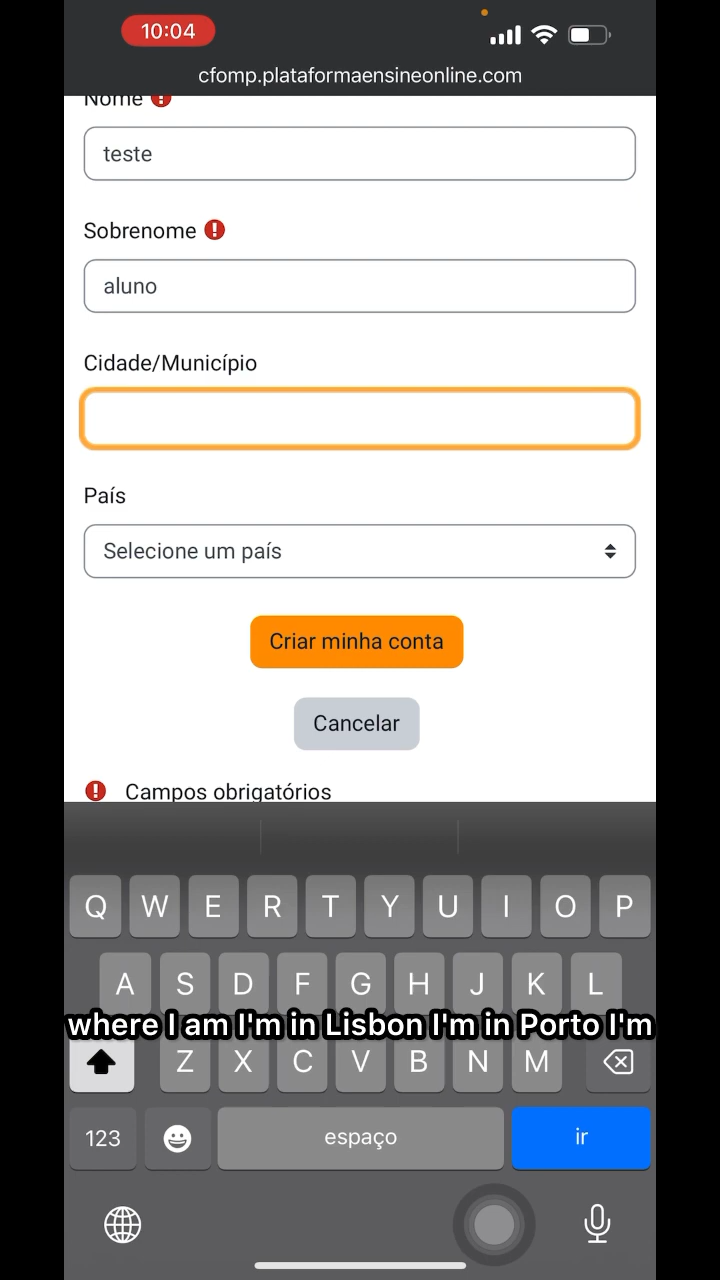 10:04
cfomp.plataformaensineonline.com
Nome
teste
Sobrenome
aluno
Cidade/Município
País
Selecione um país
Criar minha conta
Cancelar
Campos obrigatórios
Q W E R T Y U I O P
A S D F G H J K L
where I am I'm in Lisbon I'm in Porto I'm
Z X C V B N M
123 espaço ir